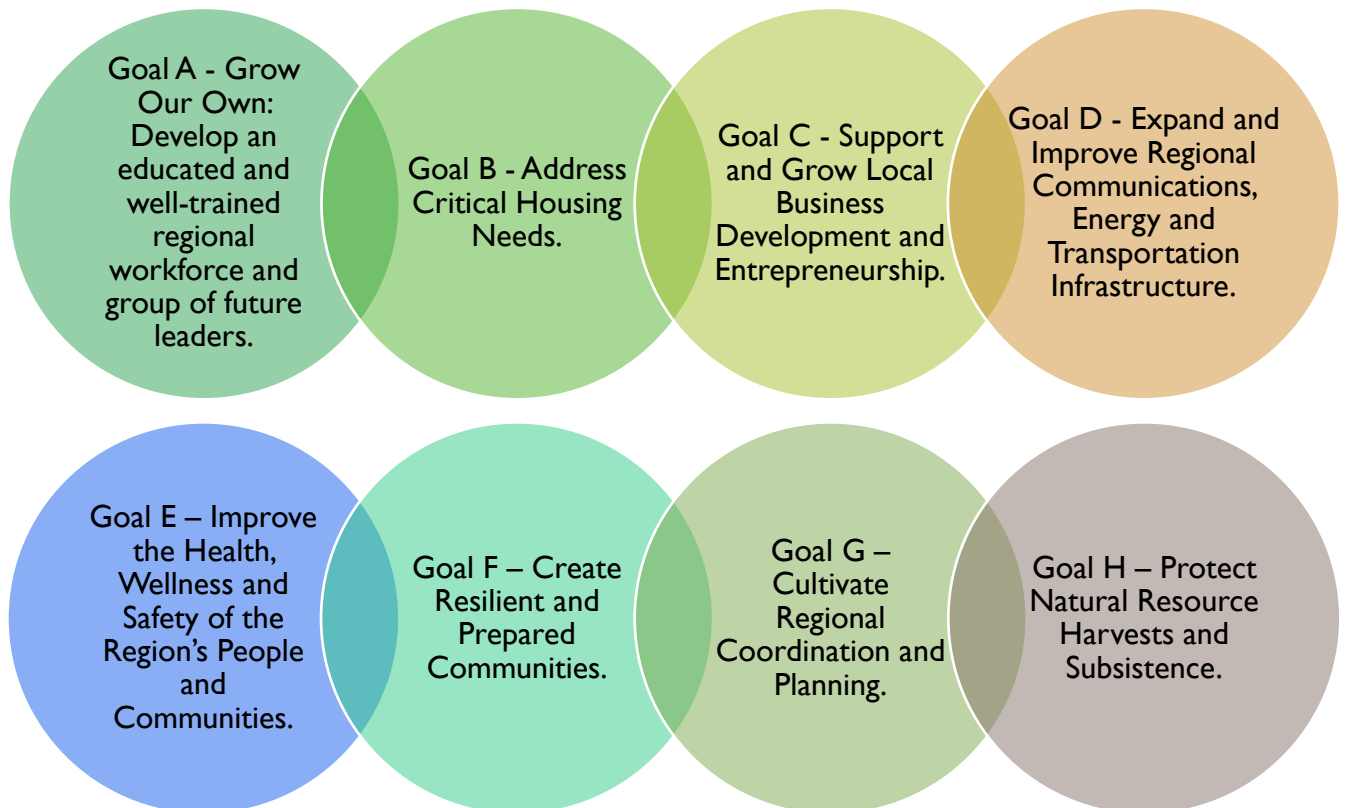 Goal A - Grow
Our Own:
Develop an
educated and
well-trained
regional
workforce and
group of future
leaders.
Goal B - Address
Critical Housing
Needs.
Goal C - Support
and Grow Local
Business
Development and
Entrepreneurship.
Goal D - Expand and
Improve Regional
Communications,
Energy and
Transportation
Infrastructure.
Goal E – Improve
the Health,
Wellness and
Safety of the
Region’s People
and
Communities.
Goal F – Create
Resilient and
Prepared
Communities.
Goal G –
Cultivate
Regional
Coordination and
Planning.
Goal H – Protect
Natural Resource
Harvests and
Subsistence.